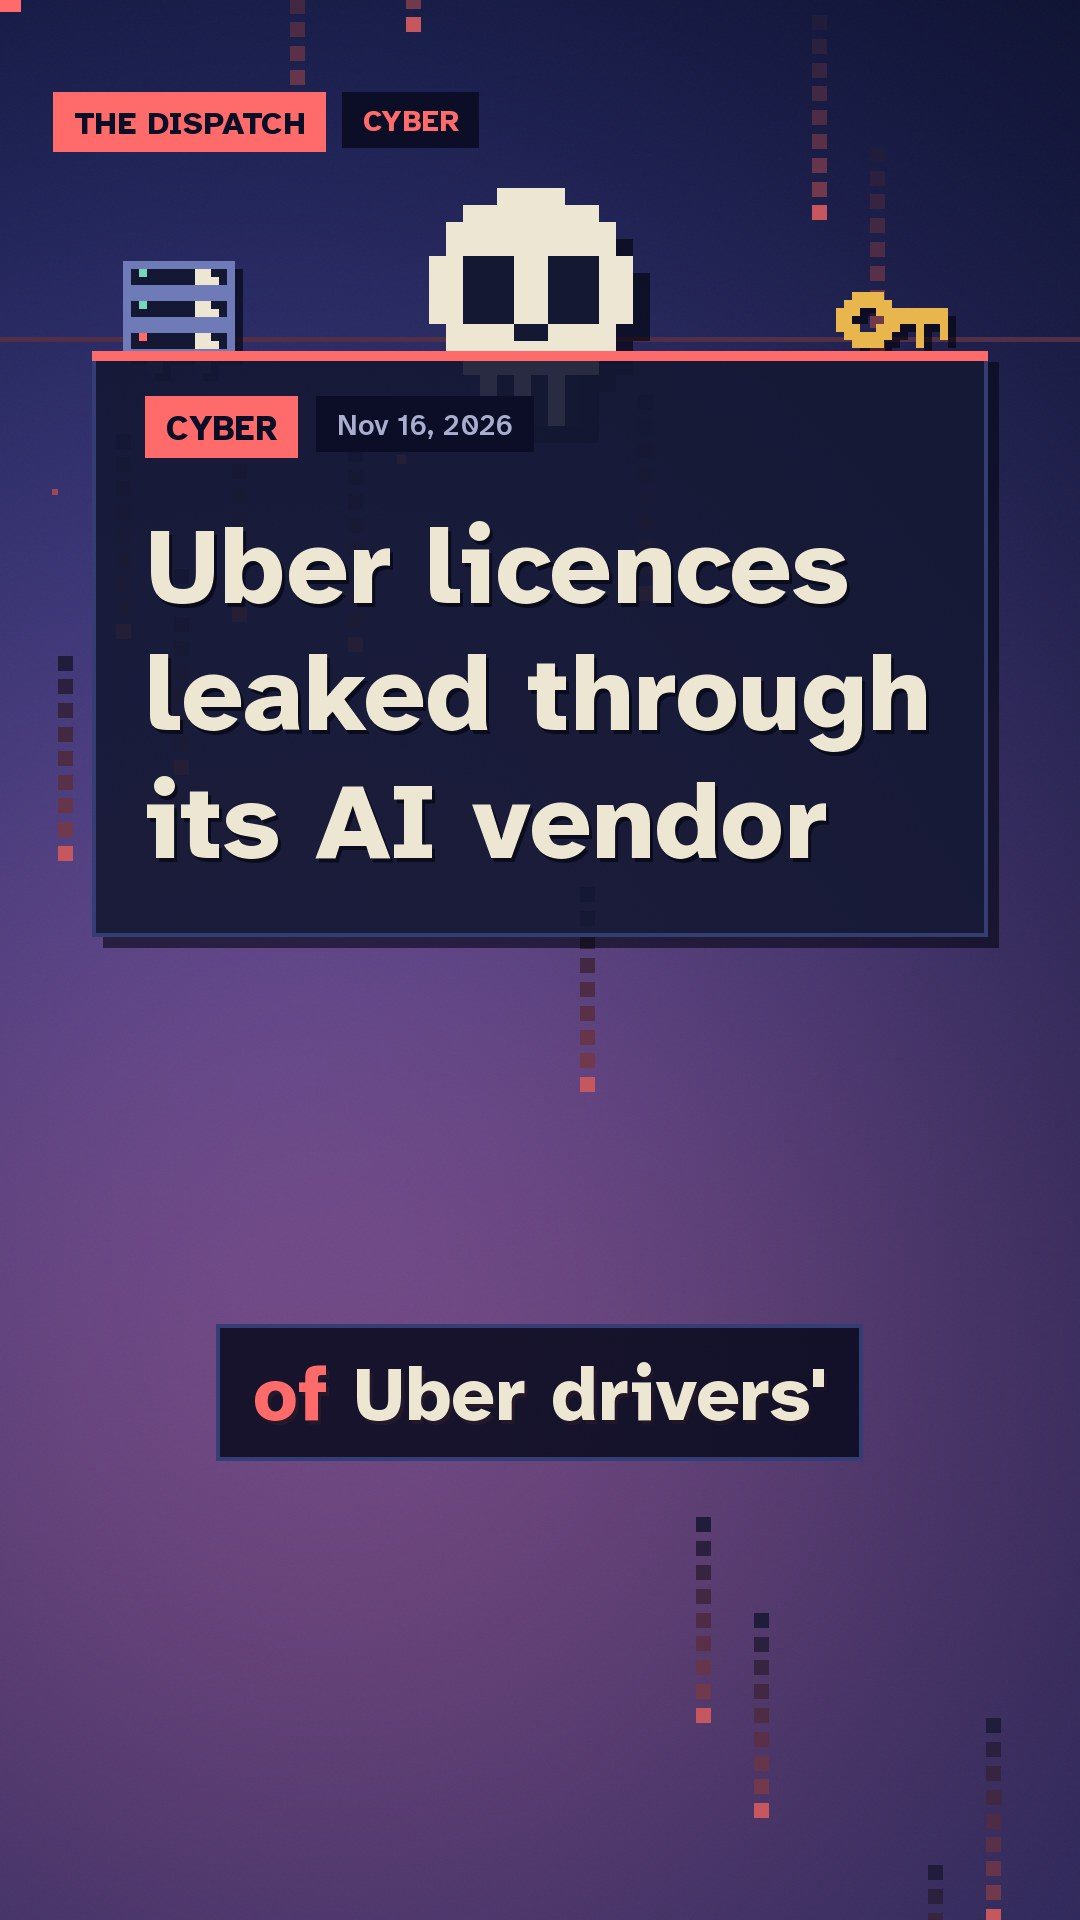 THE DISPATCH
CYBER
CYBER
Nov 16, 2026
Uber licences
leaked through
its AI vendor
of Uber drivers'